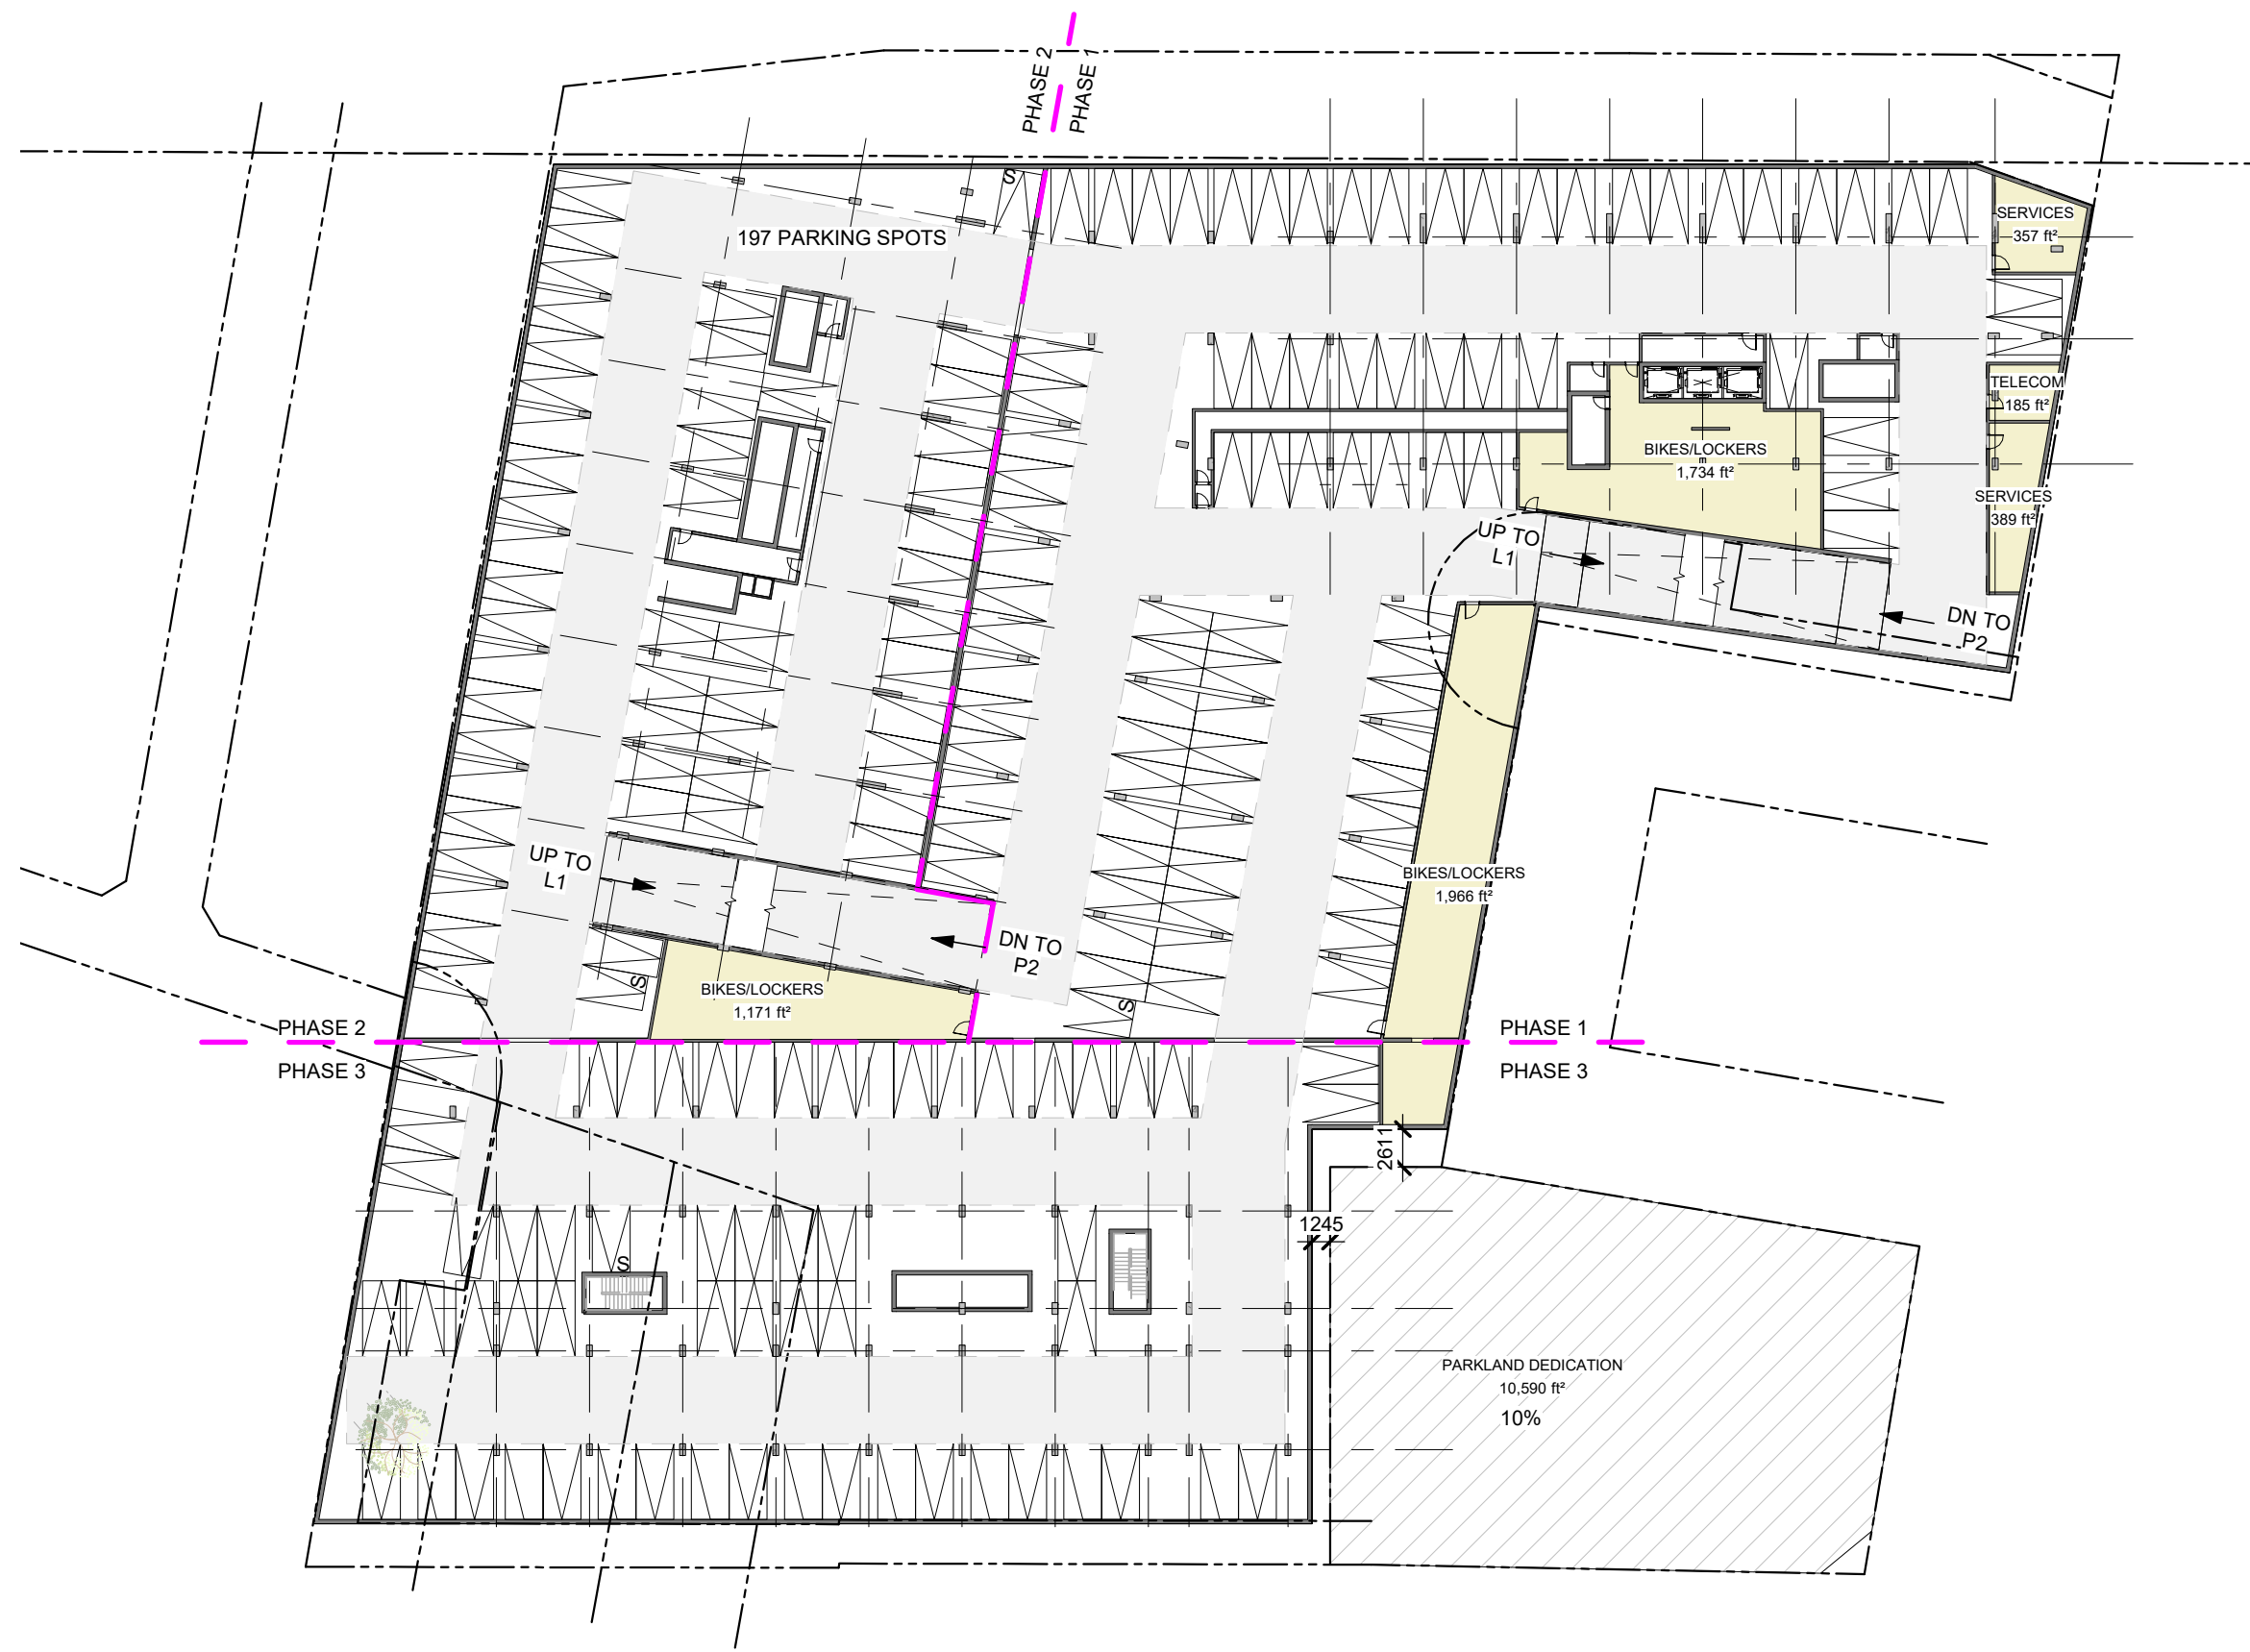 PHASE 2
PHASE 1
S
197 PARKING SPOTS
SERVICES
357 ft²
TELECOM
185 ft²
BIKES/LOCKERS
1,734 ft²
SERVICES
389 ft²
UP TO
L1
DN TO
P2
UP TO
L1
BIKES/LOCKERS
1,966 ft²
DN TO
P2
S
BIKES/LOCKERS
1,171 ft²
S
PHASE 2
PHASE 3
PHASE 1
PHASE 3
2611
1245
S
PARKLAND DEDICATION
10,590 ft²
10%